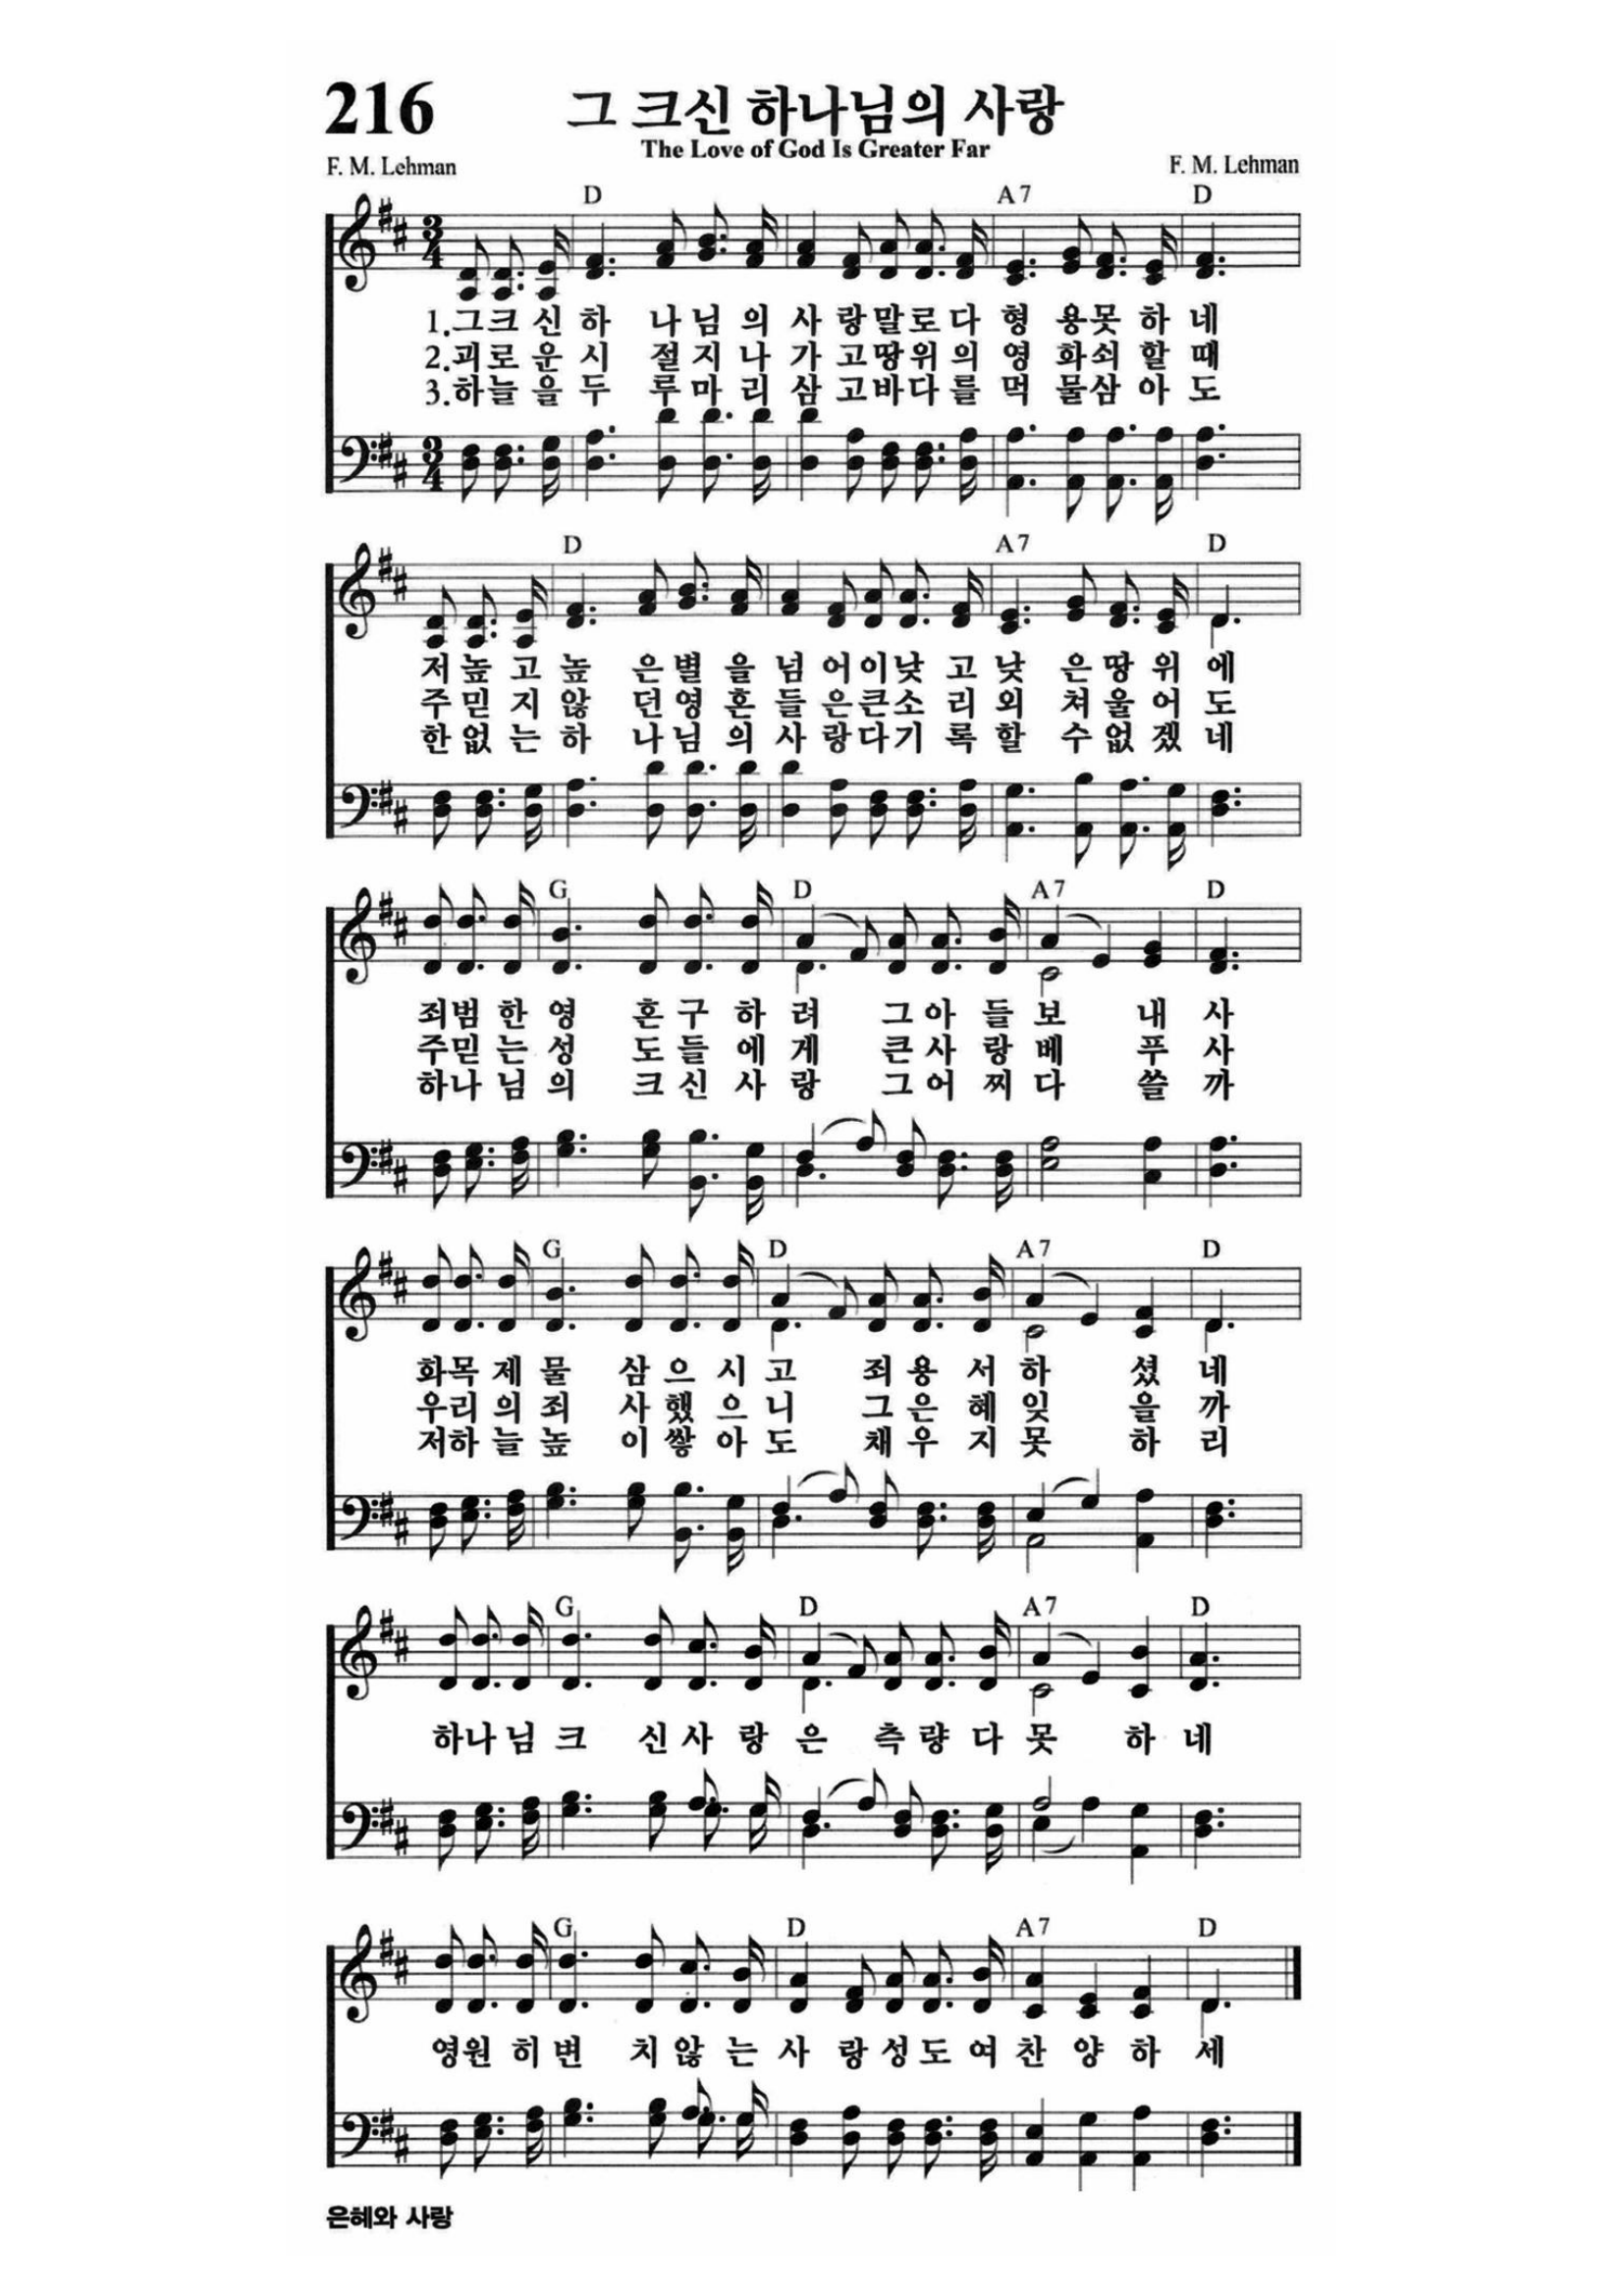 216
그 크신 하나님의 사랑
The Love of God Is Greater Far
F. M. Lehman F. M. Lehman
D A7 D
1.그크 신 하 나 님 의 사 랑 말 로 다 형 용 못 하 네
2.괴로 운 시 절 지 나 가 고 땅 위 의 영 화 쇠 할 때
3.하늘 을 두 루 마 리 삼 고 바 다 를 먹 물 삼 아 도
D A7 D
저 높 고 높 은 별 을 넘 어 이 낮 고 낮 은 땅 위 에
주 믿 지 않 던 영 혼 들 은 큰 소 리 외 쳐 울 어 도
한 없 는 하 나 님 의 사 랑 다 기 록 할 수 없 겠 네
G D A7 D
죄범 한 영 혼 구 하 려 그 아 들 보 내 사
주믿 는 성 도 들 에 게 큰 사 랑 베 푸 사
하나 님 의 크 신 사 랑 그 어 찌 다 쓸 까
G D A7 D
화목 제 물 삼 으 시 고 죄 용 서 하 셨 네
우리 의 죄 사 했 으 니 그 은 혜 잊 을 까
저하 늘 높 이 쌓 아 도 채 우 지 못 하 리
G D A7 D
하나 님 크 신 사 랑 은 측 량 다 못 하 네
G D A7 D
영원 히 변 치 않 는 사 랑 성 도 여 찬 양 하 세
은혜와 사랑